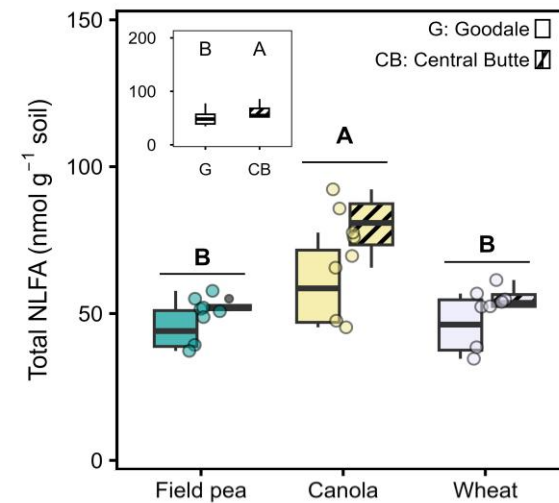 Total NLFA (nmol g⁻¹ soil)
150
100
50
0
G: Goodale
CB: Central Butte
200
100
0
B
A
G
CB
B
A
B
Field pea
Canola
Wheat